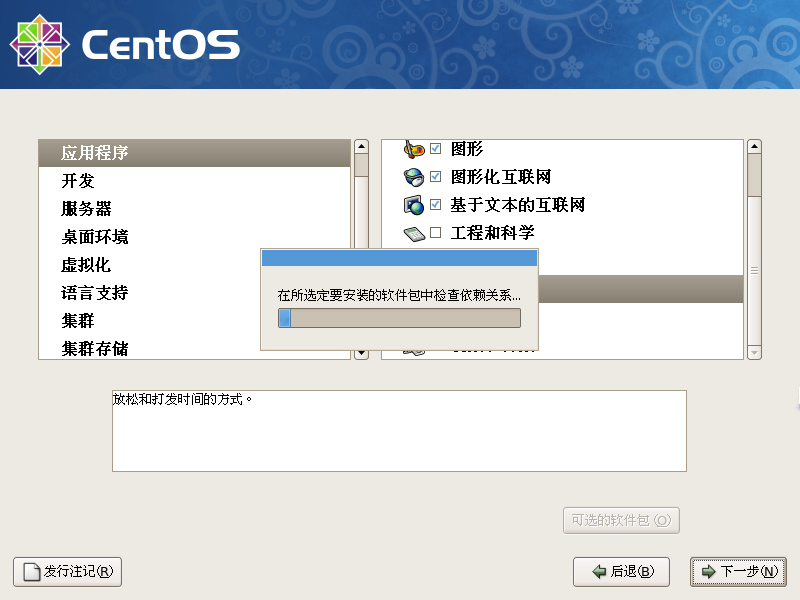 CentOS
应用程序
开发
服务器
桌面环境
虚拟化
语言支持
集群
集群存储
图形
图形化互联网
基于文本的互联网
工程和科学
在所选定要安装的软件包中检查依赖关系...
放松和打发时间的方式。
可选的软件包(O)
发行注记(R)
后退(B)
下一步(N)